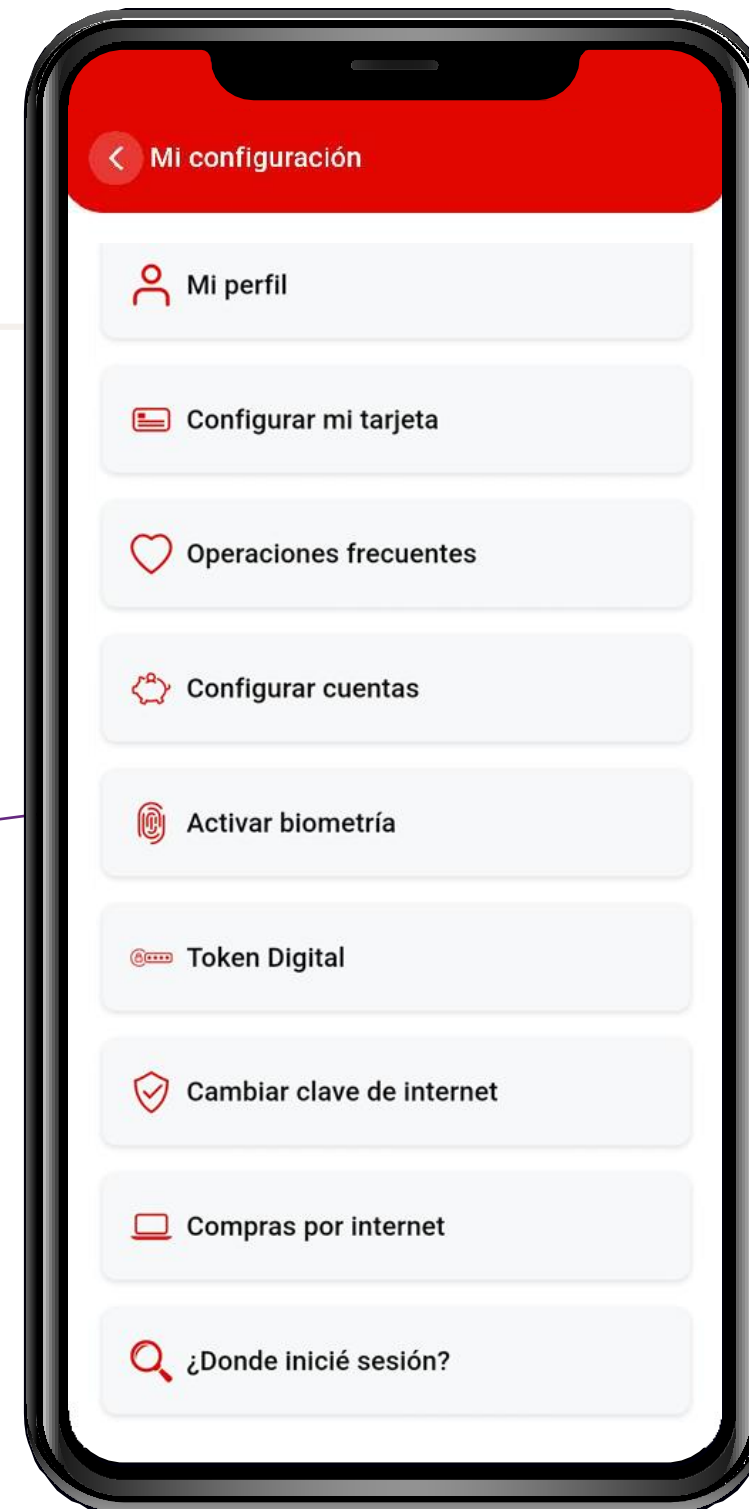 Mi configuración
Mi perfil
Configurar mi tarjeta
Operaciones frecuentes
Configurar cuentas
Activar biometría
Token Digital
Cambiar clave de internet
Compras por internet
¿Donde inicié sesión?